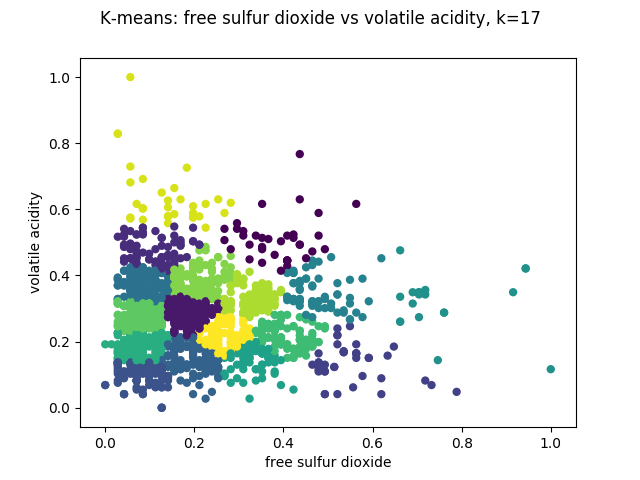 K-means: free sulfur dioxide vs volatile acidity, k=17
1.0
0.8
0.6
0.4
0.2
0.0
volatile acidity
0.0 0.2 0.4 0.6 0.8 1.0
free sulfur dioxide